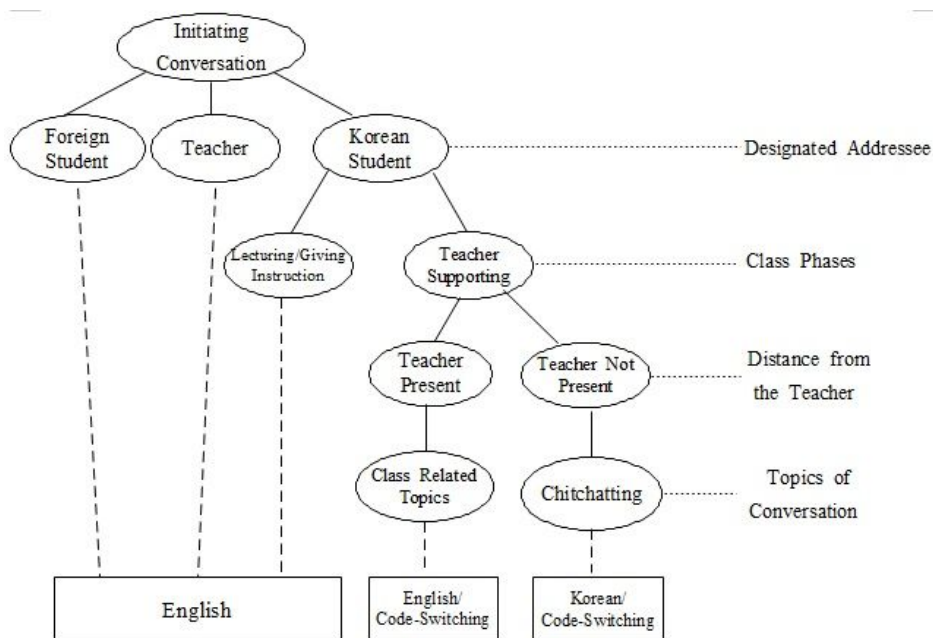 Initiating
Conversation
Foreign
Student
Teacher
Korean
Student
Designated Addressee
Lecturing/Giving
Instruction
Teacher
Supporting
Class Phases
Teacher
Present
Teacher Not
Present
Distance from
the Teacher
Class Related
Topics
Chitchatting
Topics of
Conversation
English
English/
Code-Switching
Korean/
Code-Switching